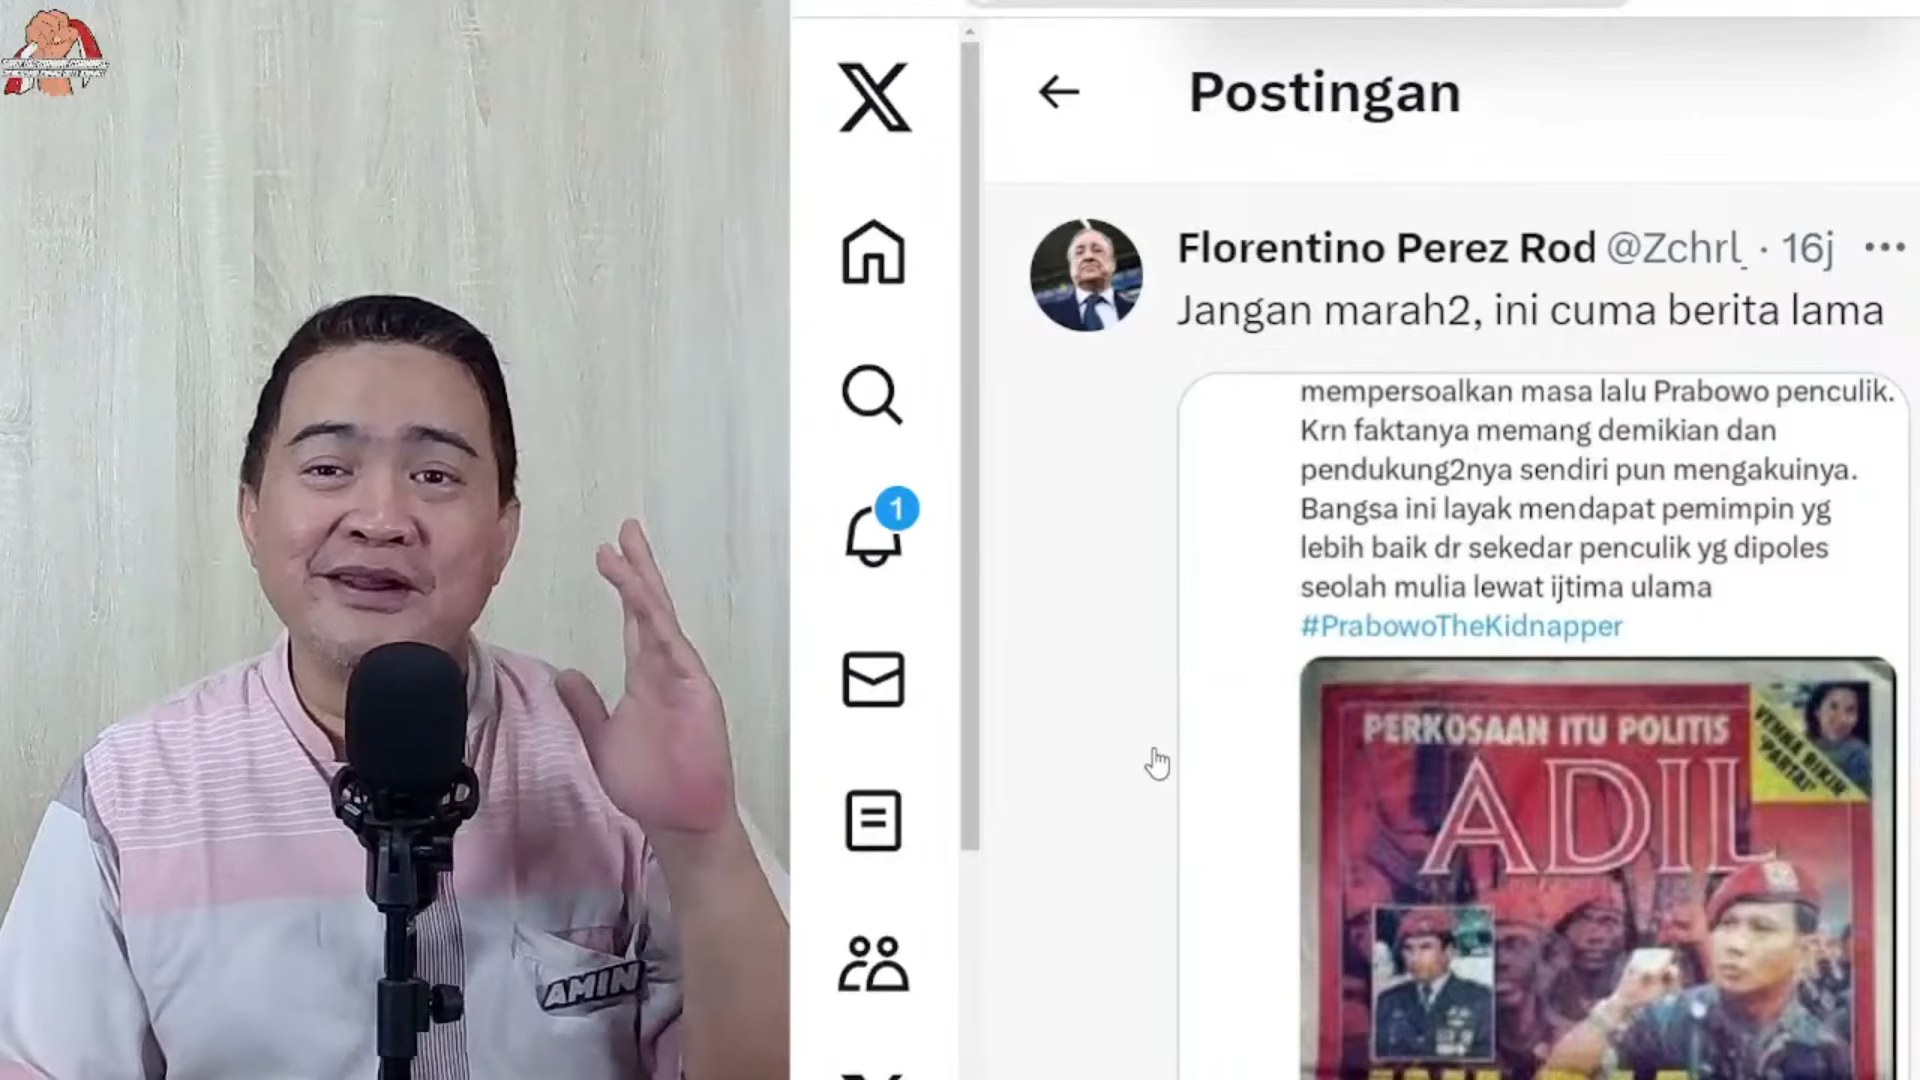 Postingan
Florentino Perez Rod @Zchrl_ · 16j
Jangan marah2, ini cuma berita lama
mempersoalkan masa lalu Prabowo penculik.
Krn faktanya memang demikian dan
pendukung2nya sendiri pun mengakuinya.
Bangsa ini layak mendapat pemimpin yg
lebih baik dr sekedar penculik yg dipoles
seolah mulia lewat ijtima ulama
#PrabowoTheKidnapper
PERKOSAAN ITU POLITIS
ADIL
BIKIN
"PARTAI"
1
AMIN